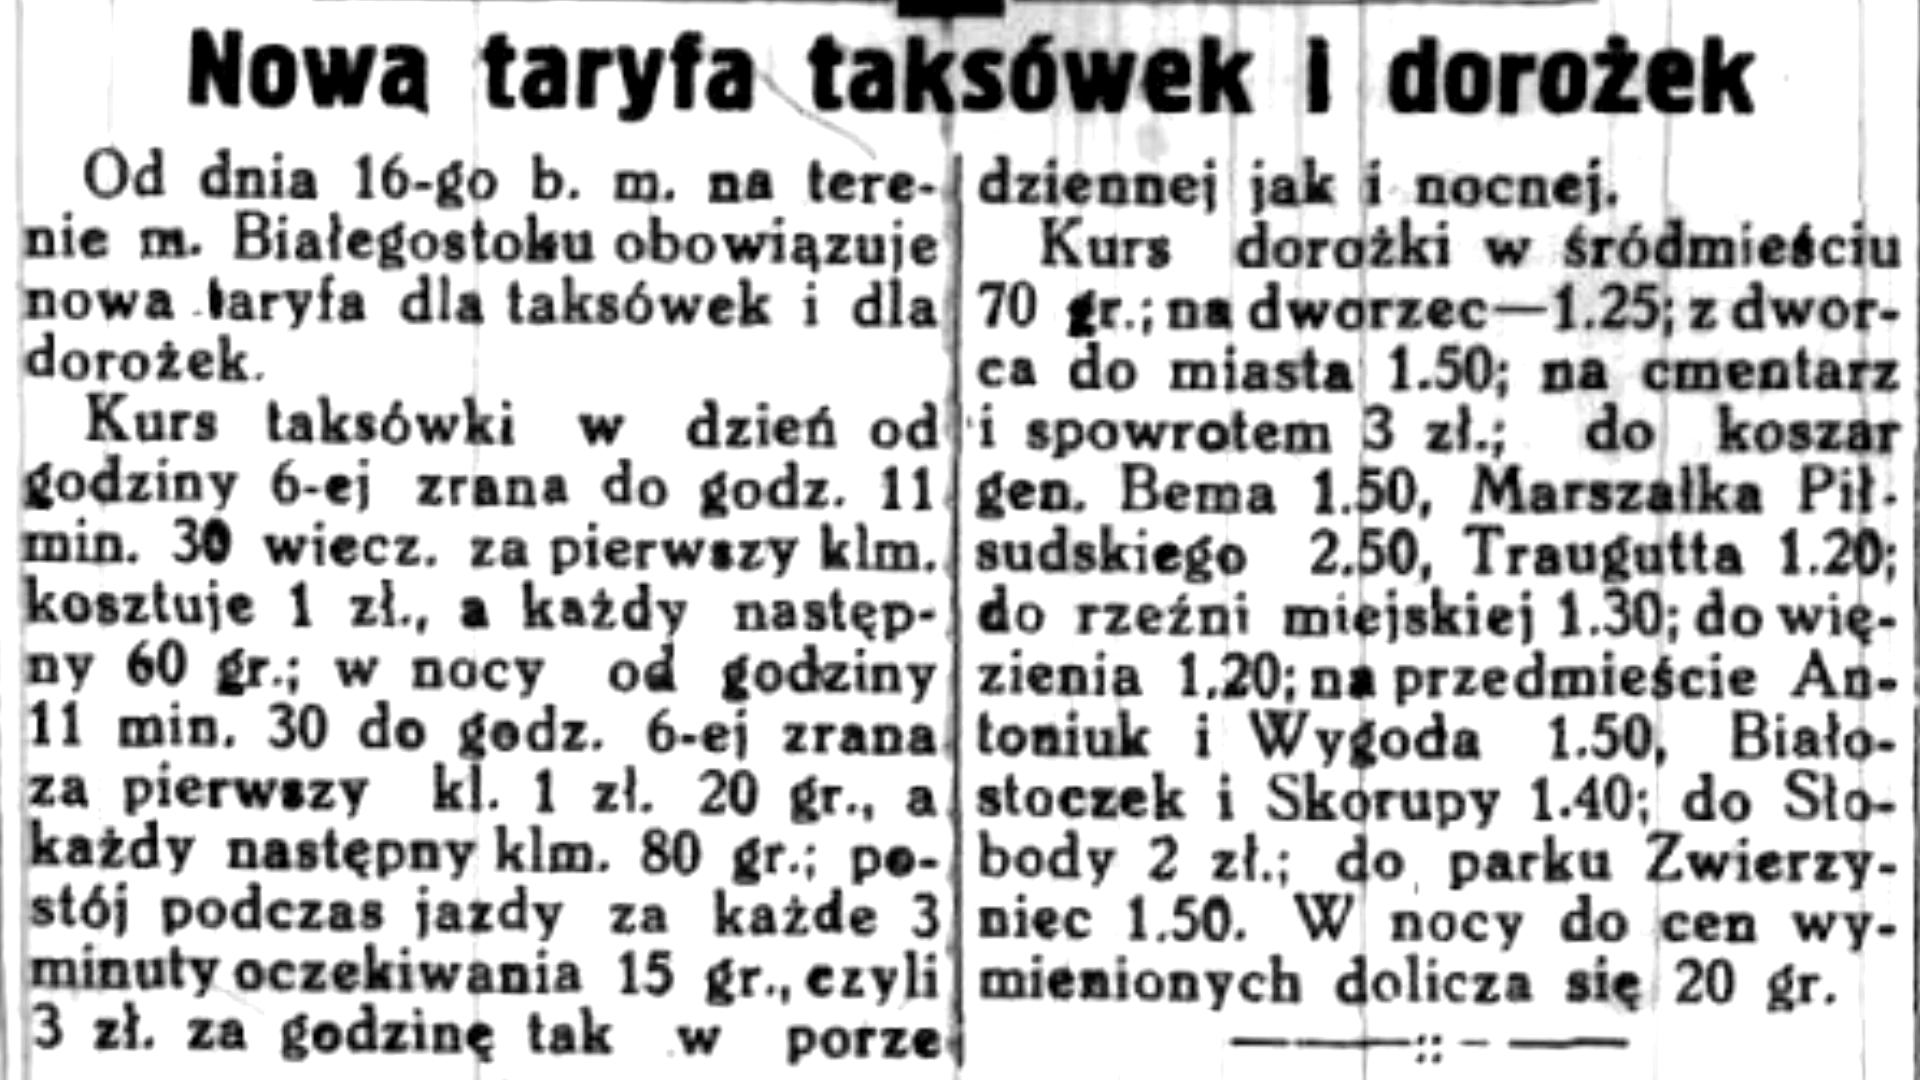 Nowa taryfa taksówek i dorożek
Od dnia 16-go b. m. na tere-
nie m. Białegostoku obowiązuje
nowa taryfa dla taksówek i dla
dorożek.
Kurs taksówki w dzień od
godziny 6-ej zrana do godz. 11
min. 30 wiecz. za pierwszy klm.
kosztuje 1 zł., a każdy następ-
ny 60 gr.; w nocy od godziny
11 min. 30 do godz. 6-ej zrana
za pierwszy kl. 1 zł. 20 gr., a
każdy następny klm. 80 gr.; po-
stój podczas jazdy za każde 3
minuty oczekiwania 15 gr., czyli
3 zł. za godzinę tak w porze
dziennej jak i nocnej.
Kurs dorożki w śródmieściu
70 gr.; na dworzec—1.25; z dwor-
ca do miasta 1.50; na cmentarz
i spowrotem 3 zł.; do koszar
gen. Bema 1.50, Marszałka Pił-
sudskiego 2.50, Traugutta 1.20;
do rzeźni miejskiej 1.30; do wię-
zienia 1.20; na przedmieście An-
toniuk i Wygoda 1.50, Biało-
stoczek i Skorupy 1.40; do Sło-
body 2 zł.; do parku Zwierzy-
niec 1.50. W nocy do cen wy-
mienionych dolicza się 20 gr.